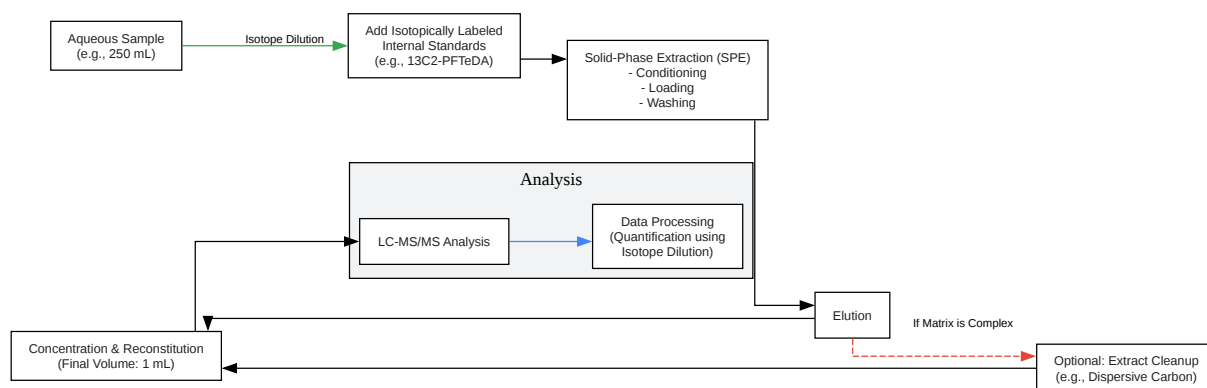 Aqueous Sample
(e.g., 250 mL)
Isotope Dilution
Add Isotopically Labeled
Internal Standards
(e.g., 13C2-PFTeDA)
Solid-Phase Extraction (SPE)
- Conditioning
- Loading
- Washing
Analysis
LC-MS/MS Analysis
Data Processing
(Quantification using
Isotope Dilution)
Elution
If Matrix is Complex
Concentration & Reconstitution
(Final Volume: 1 mL)
Optional: Extract Cleanup
(e.g., Dispersive Carbon)